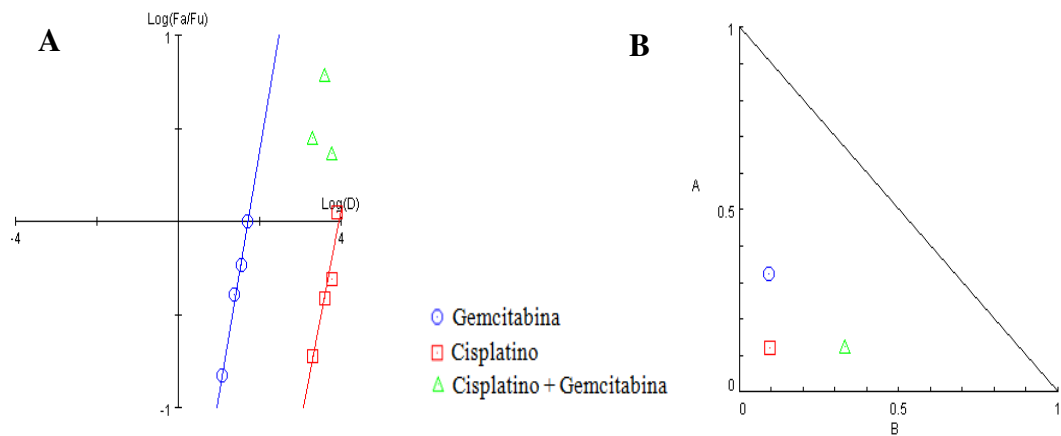 A
Log(Fa/Fu)
1
Log(D)
-4
4
-1
Gemcitabina
Cisplatino
Cisplatino + Gemcitabina
B
1
A
0.5
0
0
0.5
1
B